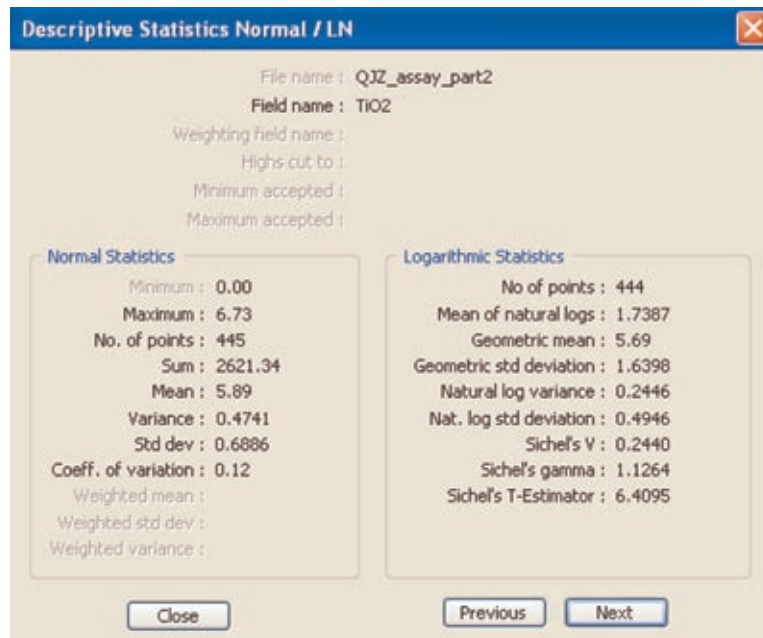 Descriptive Statistics Normal / LN
File name : QJZ_assay_part2
Field name : TiO2
Weighting field name :
Highs cut to :
Minimum accepted :
Maximum accepted :
Normal Statistics
Minimum : 0.00
Maximum : 6.73
No. of points : 445
Sum : 2621.34
Mean : 5.89
Variance : 0.4741
Std dev : 0.6886
Coeff. of variation : 0.12
Weighted mean :
Weighted std dev :
Weighted variance :
Logarithmic Statistics
No of points : 444
Mean of natural logs : 1.7387
Geometric mean : 5.69
Geometric std deviation : 1.6398
Natural log variance : 0.2446
Nat. log std deviation : 0.4946
Sichel's V : 0.2440
Sichel's gamma : 1.1264
Sichel's T-Estimator : 6.4095
Close
Previous
Next